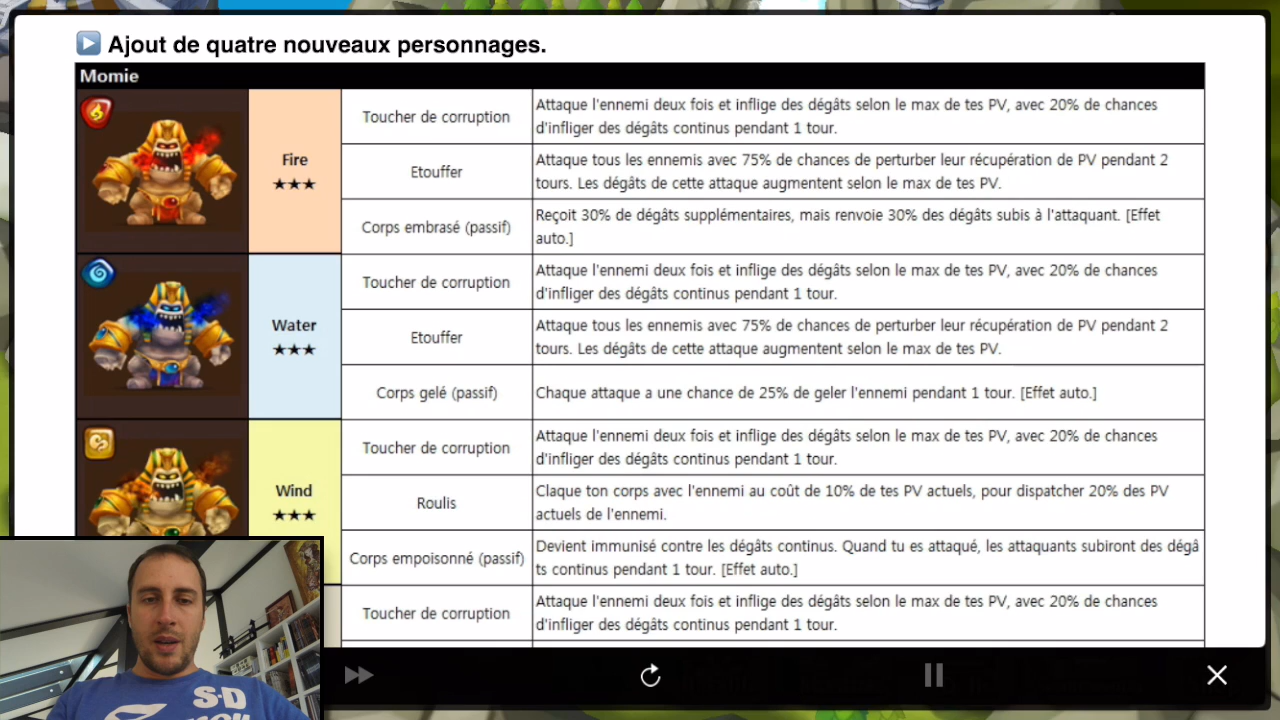 Ajout de quatre nouveaux personnages.
Momie
Fire
★★★
Toucher de corruption
Attaque l'ennemi deux fois et inflige des dégâts selon le max de tes PV, avec 20% de chances
d'infliger des dégâts continus pendant 1 tour.
Etouffer
Attaque tous les ennemis avec 75% de chances de perturber leur récupération de PV pendant 2
tours. Les dégâts de cette attaque augmentent selon le max de tes PV.
Corps embrasé (passif)
Reçoit 30% de dégâts supplémentaires, mais renvoie 30% des dégâts subis à l'attaquant. [Effet
auto.]
Water
★★★
Toucher de corruption
Attaque l'ennemi deux fois et inflige des dégâts selon le max de tes PV, avec 20% de chances
d'infliger des dégâts continus pendant 1 tour.
Etouffer
Attaque tous les ennemis avec 75% de chances de perturber leur récupération de PV pendant 2
tours. Les dégâts de cette attaque augmentent selon le max de tes PV.
Corps gelé (passif)
Chaque attaque a une chance de 25% de geler l'ennemi pendant 1 tour. [Effet auto.]
Wind
★★★
Toucher de corruption
Attaque l'ennemi deux fois et inflige des dégâts selon le max de tes PV, avec 20% de chances
d'infliger des dégâts continus pendant 1 tour.
Roulis
Claque ton corps avec l'ennemi au coût de 10% de tes PV actuels, pour dispatcher 20% des PV
actuels de l'ennemi.
Corps empoisonné (passif)
Devient immunisé contre les dégâts continus. Quand tu es attaqué, les attaquants subiront des dégâ
ts continus pendant 1 tour. [Effet auto.]
Toucher de corruption
Attaque l'ennemi deux fois et inflige des dégâts selon le max de tes PV, avec 20% de chances
d'infliger des dégâts continus pendant 1 tour.
S-D